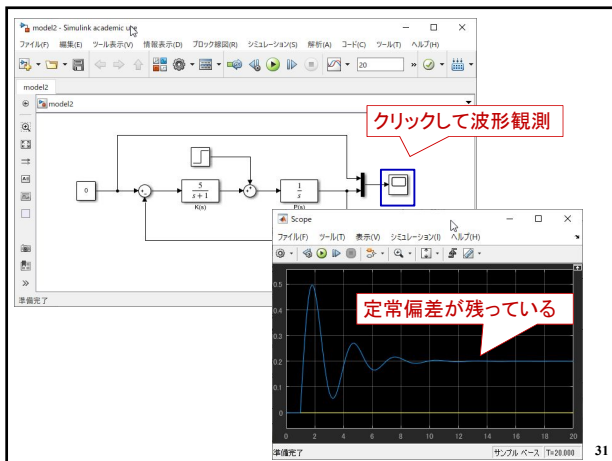 model2 - Simulink academic use
ファイル(F) 編集(E) ツール表示(V) 情報表示(D) ブロック線図(R) シミュレーション(S) 解析(A) コード(C) ツール(T) ヘルプ(H)
20
model2
model2
クリックして波形観測
0
5
s+1
K(s)
1
s
P(s)
Scope
ファイル(F) ツール(T) 表示(V) シミュレーション(I) ヘルプ(H)
準備完了
定常偏差が残っている
0.5
0.4
0.3
0.2
0.1
0
0 2 4 6 8 10 12 14 16 18 20
準備完了
サンプル ベース T=20.000
31